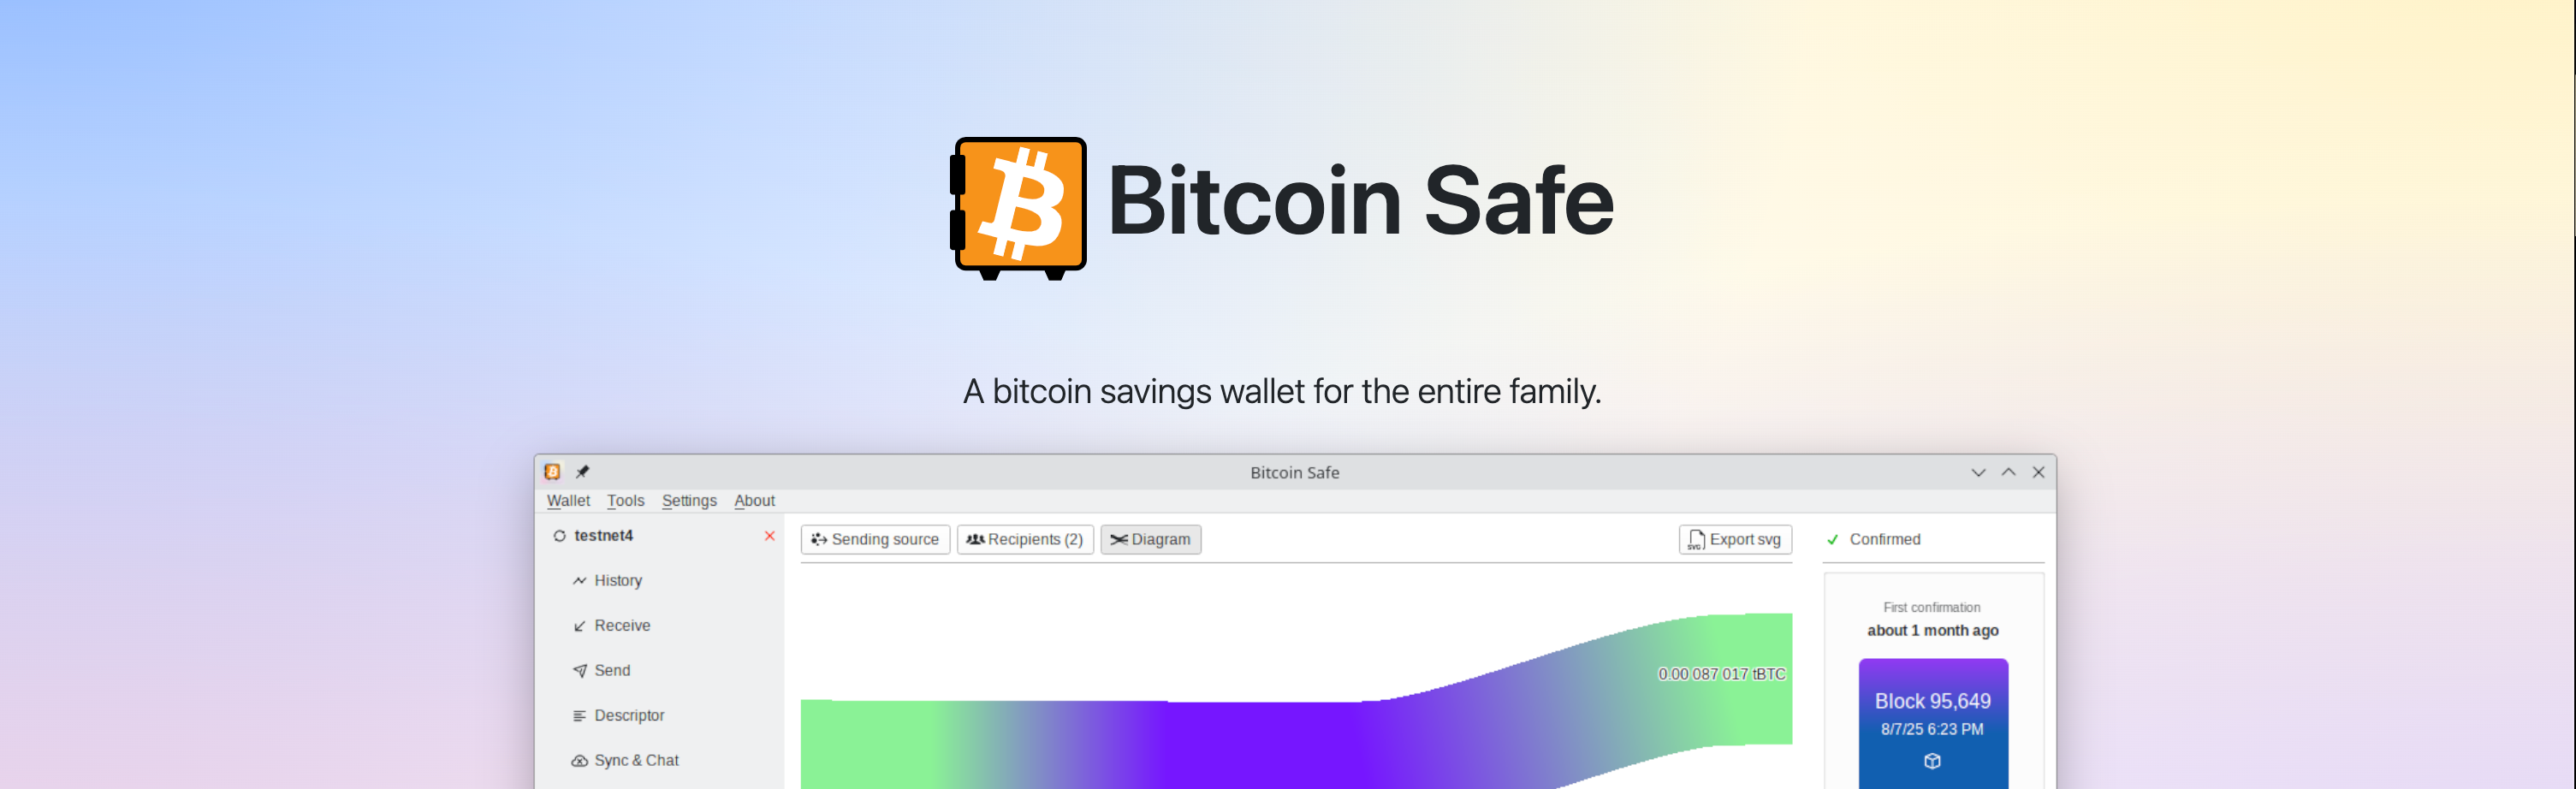 Bitcoin Safe
A bitcoin savings wallet for the entire family.
Bitcoin Safe
Wallet Tools Settings About
testnet4
Sending source Recipients (2) Diagram
SVG Export svg
Confirmed
History
Receive
Send
Descriptor
Sync & Chat
0.00 087 017 tBTC
First confirmation
about 1 month ago
Block 95,649
8/7/25 6:23 PM